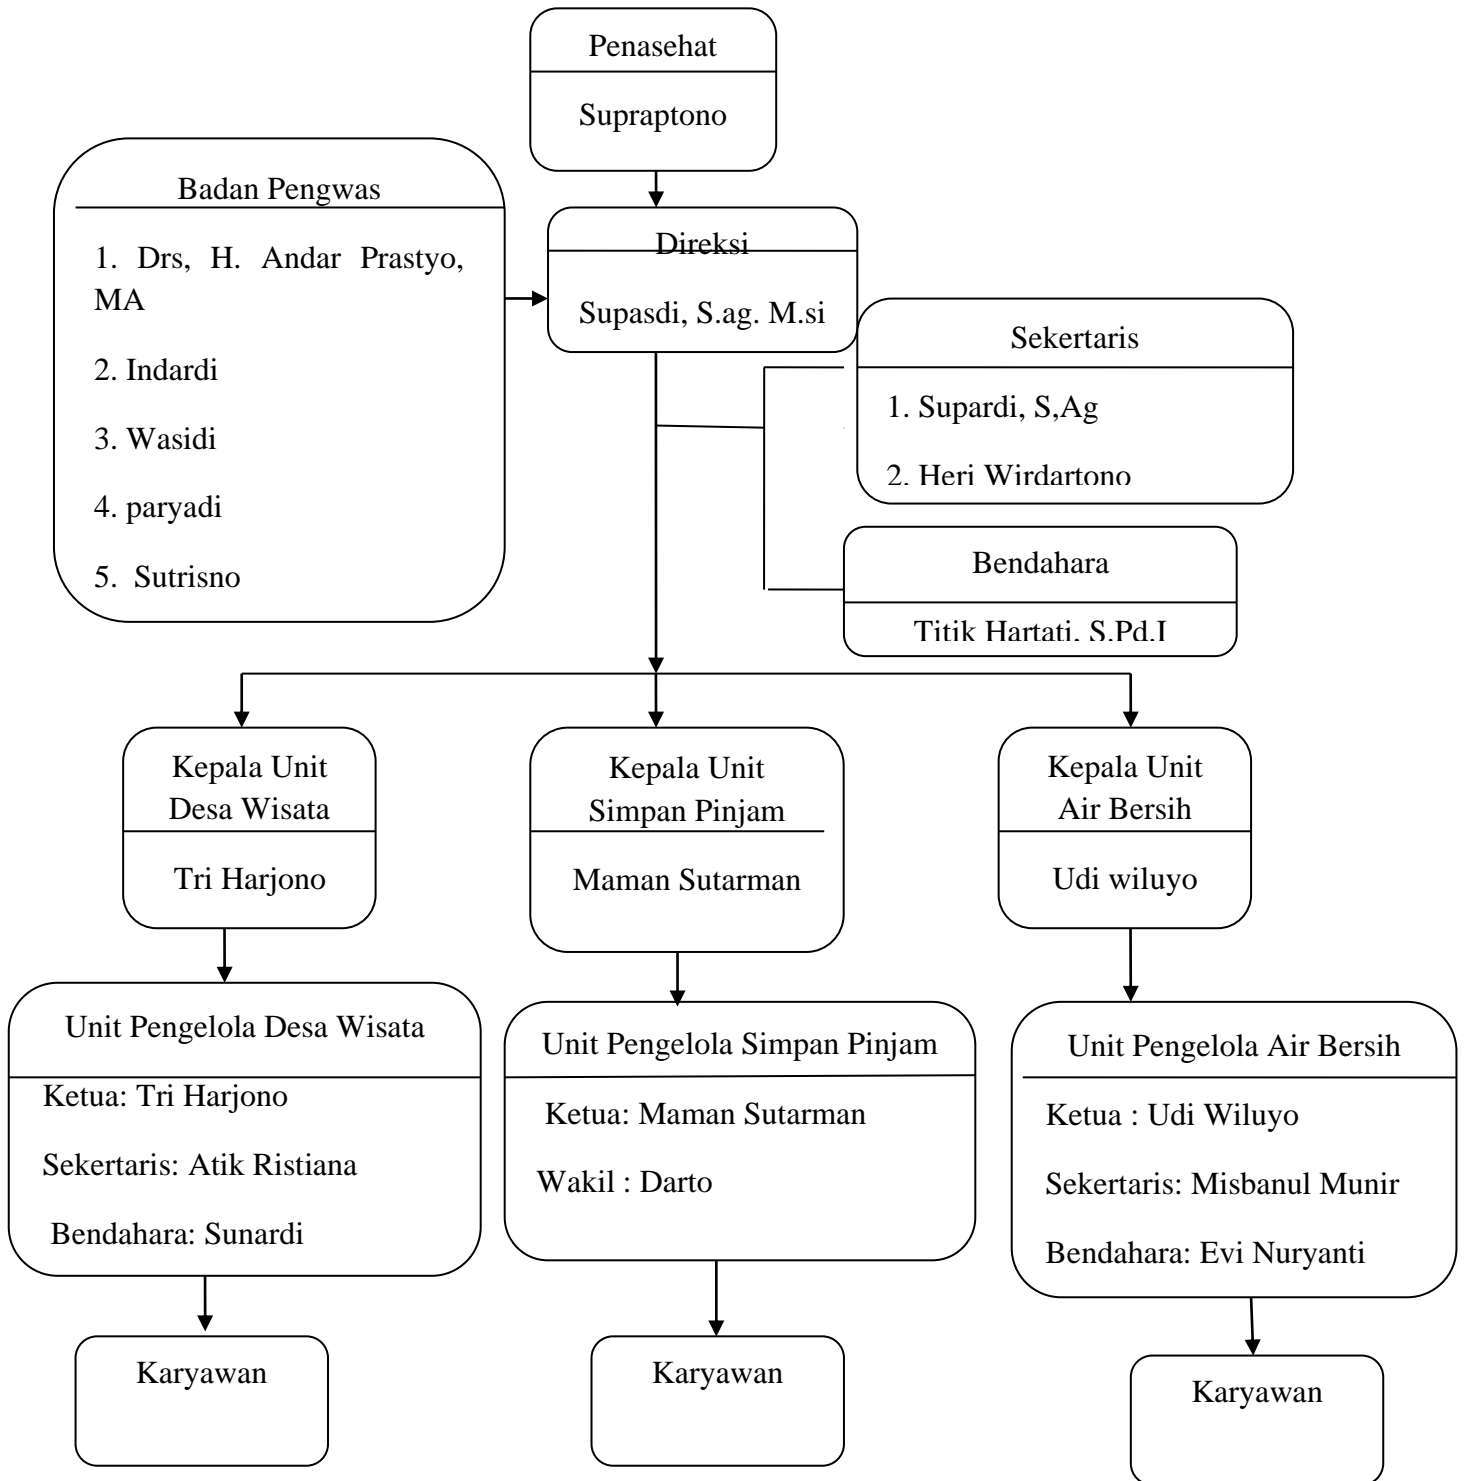 Penasehat
Supraptono
Badan Pengwas
1. Drs, H. Andar Prastyo,
MA
2. Indardi
3. Wasidi
4. paryadi
5. Sutrisno
Direksi
Supasdi, S.ag. M.si
Sekertaris
1. Supardi, S,Ag
2. Heri Wirdartono
Bendahara
Titik Hartati, S.Pd.I
Kepala Unit
Desa Wisata
Tri Harjono
Kepala Unit
Simpan Pinjam
Maman Sutarman
Kepala Unit
Air Bersih
Udi wiluyo
Unit Pengelola Desa Wisata
Ketua: Tri Harjono
Sekertaris: Atik Ristiana
Bendahara: Sunardi
Unit Pengelola Simpan Pinjam
Ketua: Maman Sutarman
Wakil : Darto
Unit Pengelola Air Bersih
Ketua : Udi Wiluyo
Sekertaris: Misbanul Munir
Bendahara: Evi Nuryanti
Karyawan
Karyawan
Karyawan